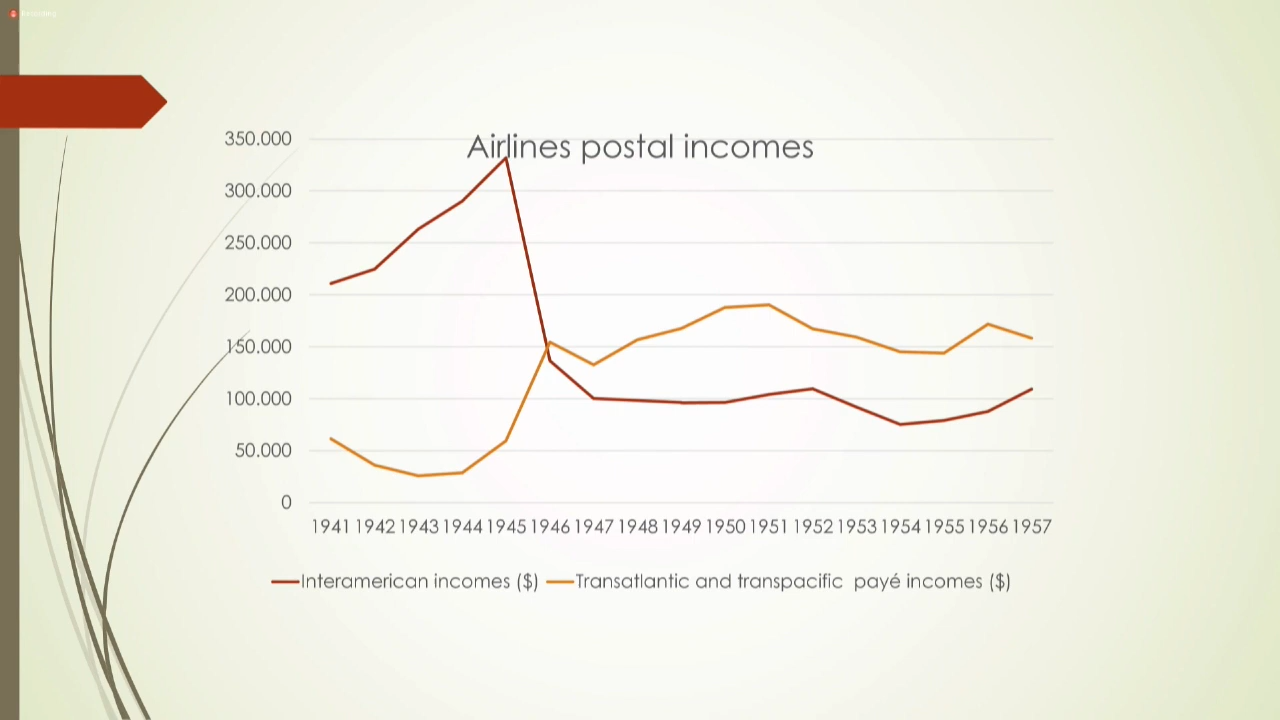 Airlines postal incomes
350.000
300.000
250.000
200.000
150.000
100.000
50.000
0
1941 1942 1943 1944 1945 1946 1947 1948 1949 1950 1951 1952 1953 1954 1955 1956 1957
Interamerican incomes ($) Transatlantic and transpacific payé incomes ($)